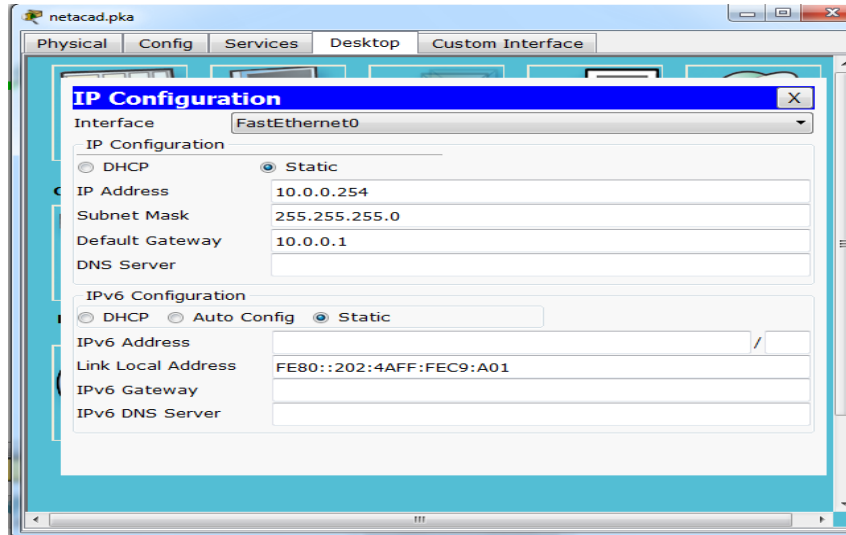 netacad.pka
Physical Config Services Desktop Custom Interface
IP Configuration X
Interface FastEthernet0
IP Configuration
DHCP Static
IP Address 10.0.0.254
Subnet Mask 255.255.255.0
Default Gateway 10.0.0.1
DNS Server
IPv6 Configuration
DHCP Auto Config Static
IPv6 Address /
Link Local Address FE80::202:4AFF:FEC9:A01
IPv6 Gateway
IPv6 DNS Server